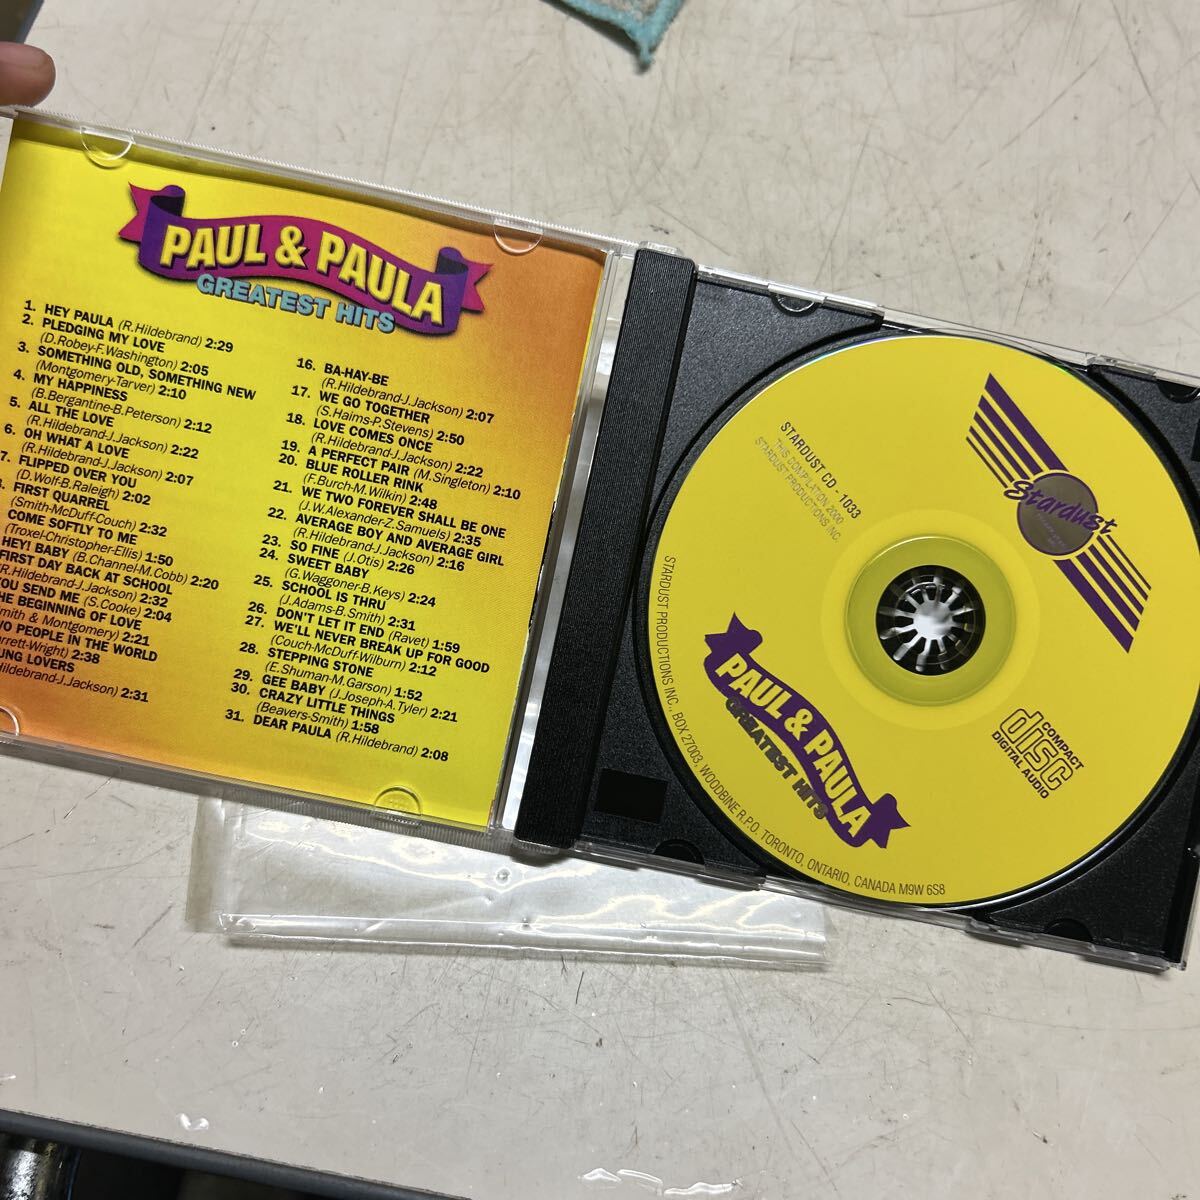 PAUL & PAULA
GREATEST HITS
1. HEY PAULA (R.Hildebrand) 2:29
2. PLEDGING MY LOVE
(D.Robey-F.Washington) 2:05
3. SOMETHING OLD, SOMETHING NEW
(Montgomery-Tarver) 2:10
4. MY HAPPINESS
(B.Bergantine-B.Peterson) 2:12
5. ALL THE LOVE
(R.Hildebrand-J.Jackson) 2:22
6. OH WHAT A LOVE
(R.Hildebrand-J.Jackson) 2:07
7. FLIPPED OVER YOU
(D.Wolf-B.Raleigh) 2:02
FIRST QUARREL
(Smith-McDuff-Couch) 2:32
COME SOFTLY TO ME
(Troxel-Christopher-Ellis) 1:50
HEY! BABY (B.Channel-M.Cobb) 2:20
FIRST DAY BACK AT SCHOOL
R.Hildebrand-J.Jackson) 2:32
YOU SEND ME (S.Cooke) 2:04
THE BEGINNING OF LOVE
mith & Montgomery) 2:21
WO PEOPLE IN THE WORLD
arrett-Wright) 2:38
UNG LOVERS
Hildebrand-J.Jackson) 2:31
16. BA-HAY-BE
(R.Hildebrand-J.Jackson) 2:07
17. WE GO TOGETHER
(S.Haims-P.Stevens) 2:50
18. LOVE COMES ONCE
(R.Hildebrand-J.Jackson) 2:22
19. A PERFECT PAIR (M.Singleton) 2:10
20. BLUE ROLLER RINK
(F.Burch-M.Wilkin) 2:48
21. WE TWO FOREVER SHALL BE ONE
(J.W.Alexander-Z.Samuels) 2:35
22. AVERAGE BOY AND AVERAGE GIRL
(R.Hildebrand-J.Jackson) 2:16
23. SO FINE (J.Otis) 2:26
24. SWEET BABY
(G.Waggoner-B.Keys) 2:24
25. SCHOOL IS THRU
(J.Adams-B.Smith) 2:31
26. DON'T LET IT END (Ravet) 1:59
27. WE'LL NEVER BREAK UP FOR GOOD
(Couch-McDuff-Wilburn) 2:12
28. STEPPING STONE
(E.Shuman-M.Garson) 1:52
29. GEE BABY (J.Joseph-A.Tyler) 2:21
30. CRAZY LITTLE THINGS
(Beavers-Smith) 1:58
31. DEAR PAULA (R.Hildebrand) 2:08
STARDUST CD - 1033
THIS COMPILATION 2000
STARDUST PRODUCTIONS INC.
Stardust
PAUL & PAULA
GREATEST HITS
COMPACT
disc
DIGITAL AUDIO
STARDUST PRODUCTIONS INC., BOX 27003, WOODBINE R.P.O. TORONTO, ONTARIO, CANADA M9W 6S8